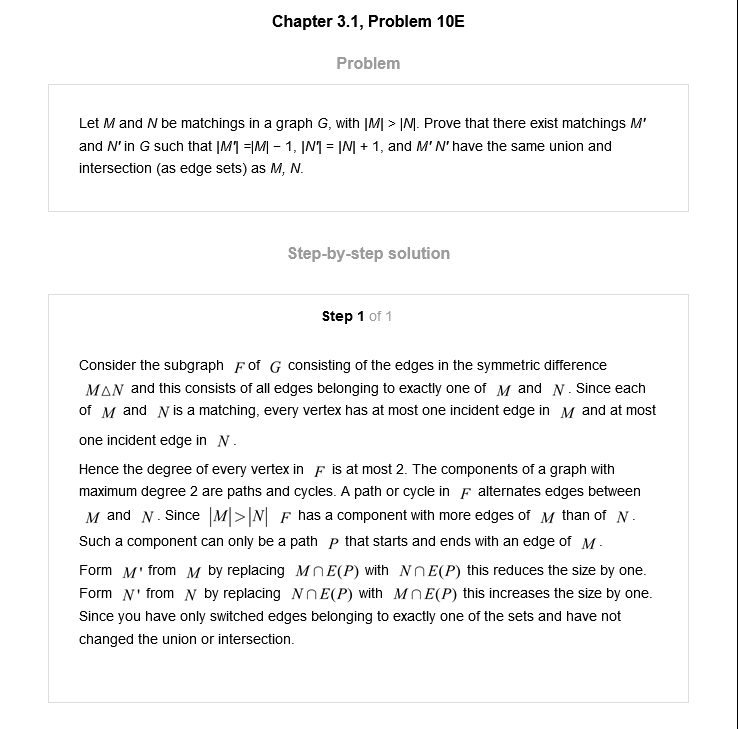 Chapter 3.1, Problem 10E
Problem
Let M and N be matchings in a graph G, with |M| > |N|. Prove that there exist matchings M'
and N' in G such that |M'| =|M| − 1, |N'| = |N| + 1, and M' N' have the same union and
intersection (as edge sets) as M, N.
Step-by-step solution
Step 1 of 1
Consider the subgraph F of G consisting of the edges in the symmetric difference
M△N and this consists of all edges belonging to exactly one of M and N. Since each
of M and N is a matching, every vertex has at most one incident edge in M and at most
one incident edge in N.
Hence the degree of every vertex in F is at most 2. The components of a graph with
maximum degree 2 are paths and cycles. A path or cycle in F alternates edges between
M and N. Since |M|>|N| F has a component with more edges of M than of N.
Such a component can only be a path P that starts and ends with an edge of M.
Form M' from M by replacing M∩E(P) with N∩E(P) this reduces the size by one.
Form N' from N by replacing N∩E(P) with M∩E(P) this increases the size by one.
Since you have only switched edges belonging to exactly one of the sets and have not
changed the union or intersection.